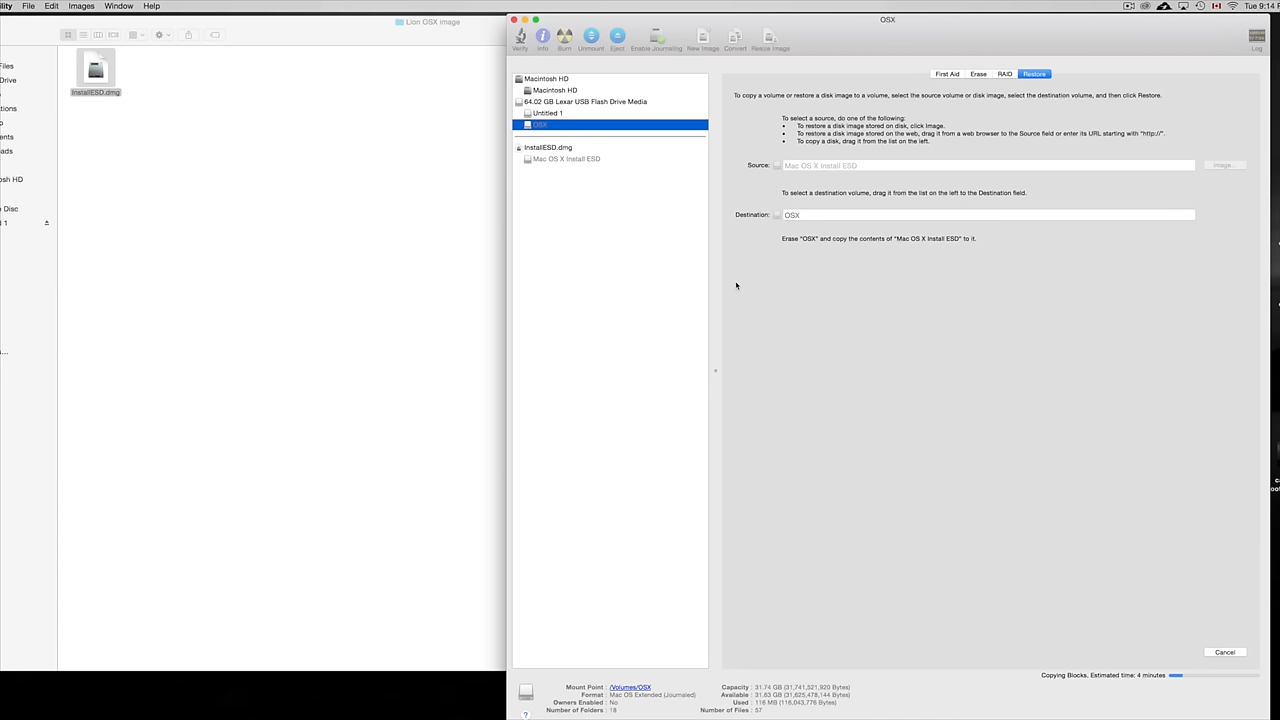 ility File Edit Images Window Help
Tue 9:14 P
Lion OSX image
OSX
Verify Info Burn Unmount Eject Enable Journaling New Image Convert Resize Image
Log
Files
Drive
p
tions
ents
ads
...
osh HD
Disc
d 1
InstallESD.dmg
Macintosh HD
Macintosh HD
64.02 GB Lexar USB Flash Drive Media
Untitled 1
OSX
InstallESD.dmg
Mac OS X Install ESD
First Aid Erase RAID Restore
To copy a volume or restore a disk image to a volume, select the source volume or disk image, select the destination volume, and then click Restore.
To select a source, do one of the following:
• To restore a disk image stored on disk, click Image.
• To restore a disk image stored on the web, drag it from a web browser to the Source field or enter its URL starting with "http://".
• To copy a disk, drag it from the list on the left.
Source: Mac OS X Install ESD Image...
To select a destination volume, drag it from the list on the left to the Destination field.
Destination: OSX
Erase "OSX" and copy the contents of "Mac OS X Install ESD" to it.
Cancel
Copying Blocks. Estimated time: 4 minutes
Mount Point : /Volumes/OSX
Format : Mac OS Extended (Journaled)
Owners Enabled : No
Number of Folders : 18
Capacity : 31.74 GB (31,741,521,920 Bytes)
Available : 31.63 GB (31,625,478,144 Bytes)
Used : 116 MB (116,043,776 Bytes)
Number of Files : 57
?